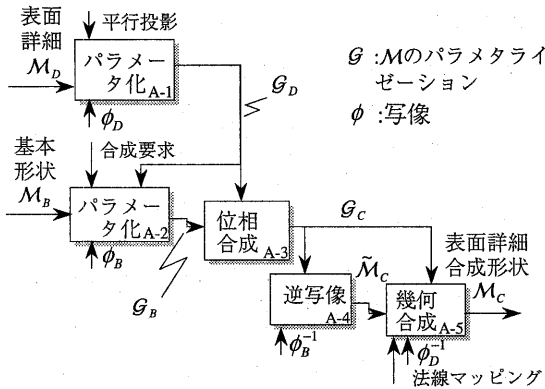 表面
詳細
M_D
平行投影
パラメー
タ化
A-1
φ_D
G_D
G :Mのパラメタライ
ゼーション
φ :写像
基本
形状
M_B
合成要求
パラメー
タ化
A-2
φ_B
G_B
位相
合成
A-3
G_C
逆写像
A-4
φ_B^{-1}
M̃_C
表面詳細
合成形状
M_C
幾何
合成
A-5
φ_D^{-1}
法線マッピング